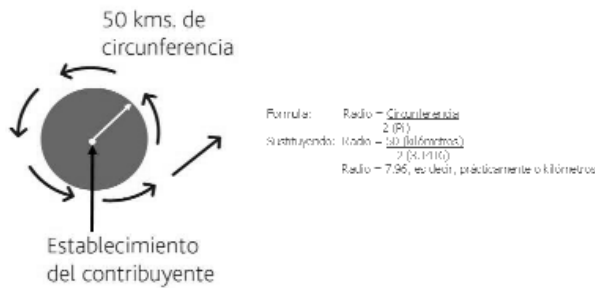 50 kms. de
circunferencia
Formula: Radio = Circunferencia
2 (Pi)
Sustituyendo: Radio = 50 (kilómetros)
2 (3.1416)
Radio = 7.96, es decir, prácticamente kilómetros
Establecimiento
del contribuyente